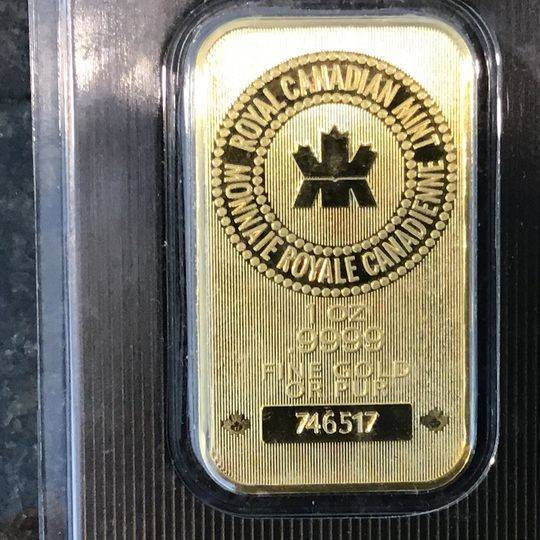 ROYAL CANADIAN MINT
MONNAIE ROYALE CANADIENNE
1 oz
.9999
FINE GOLD
OR PUR
746517